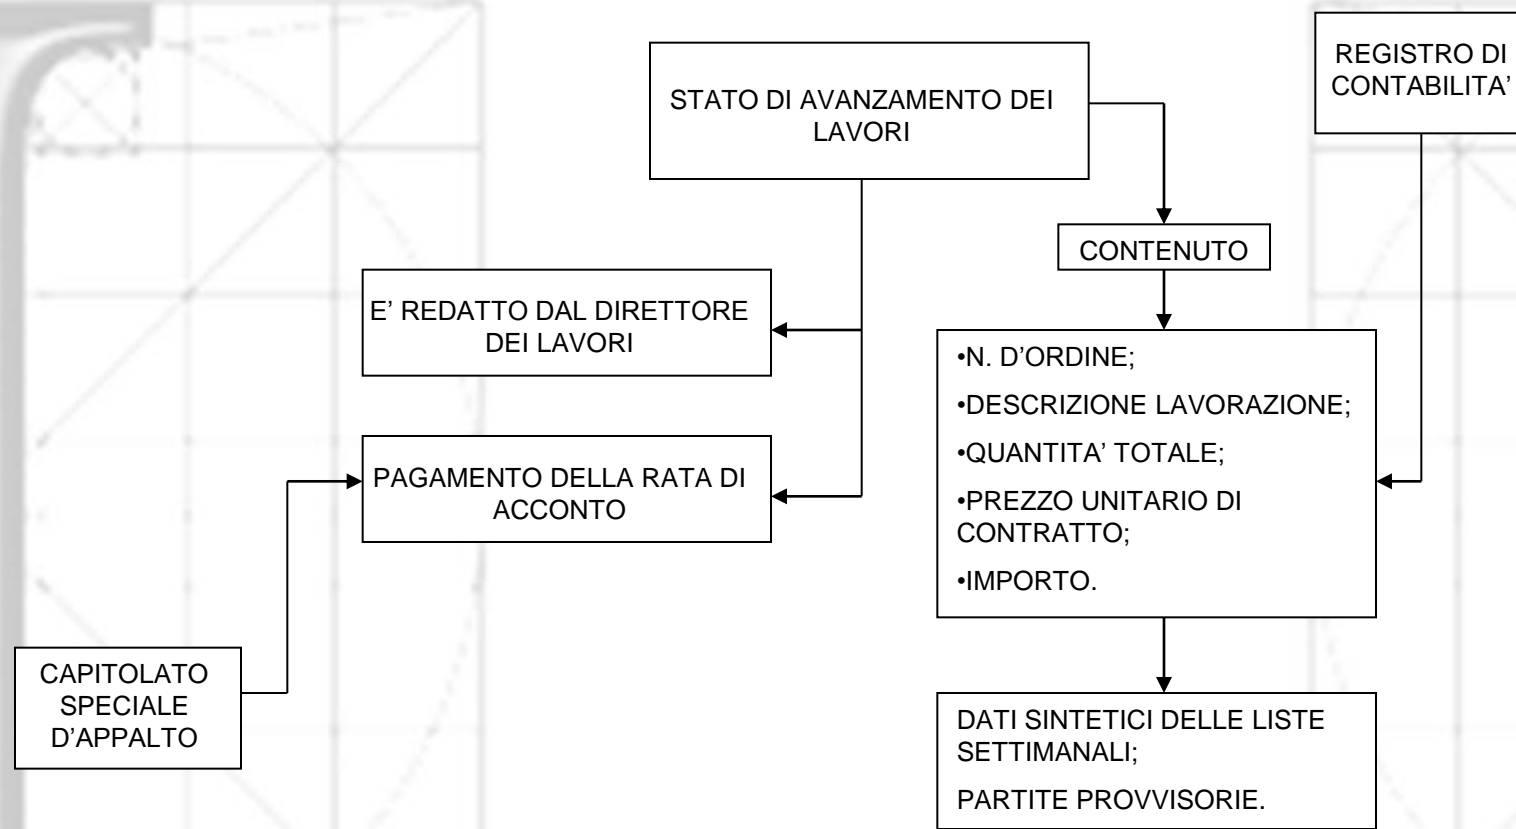 STATO DI AVANZAMENTO DEI
LAVORI
REGISTRO DI
CONTABILITA’
CONTENUTO
E’ REDATTO DAL DIRETTORE
DEI LAVORI
•N. D’ORDINE;
•DESCRIZIONE LAVORAZIONE;
•QUANTITA’ TOTALE;
•PREZZO UNITARIO DI
CONTRATTO;
•IMPORTO.
PAGAMENTO DELLA RATA DI
ACCONTO
CAPITOLATO
SPECIALE
D’APPALTO
DATI SINTETICI DELLE LISTE
SETTIMANALI;
PARTITE PROVVISORIE.